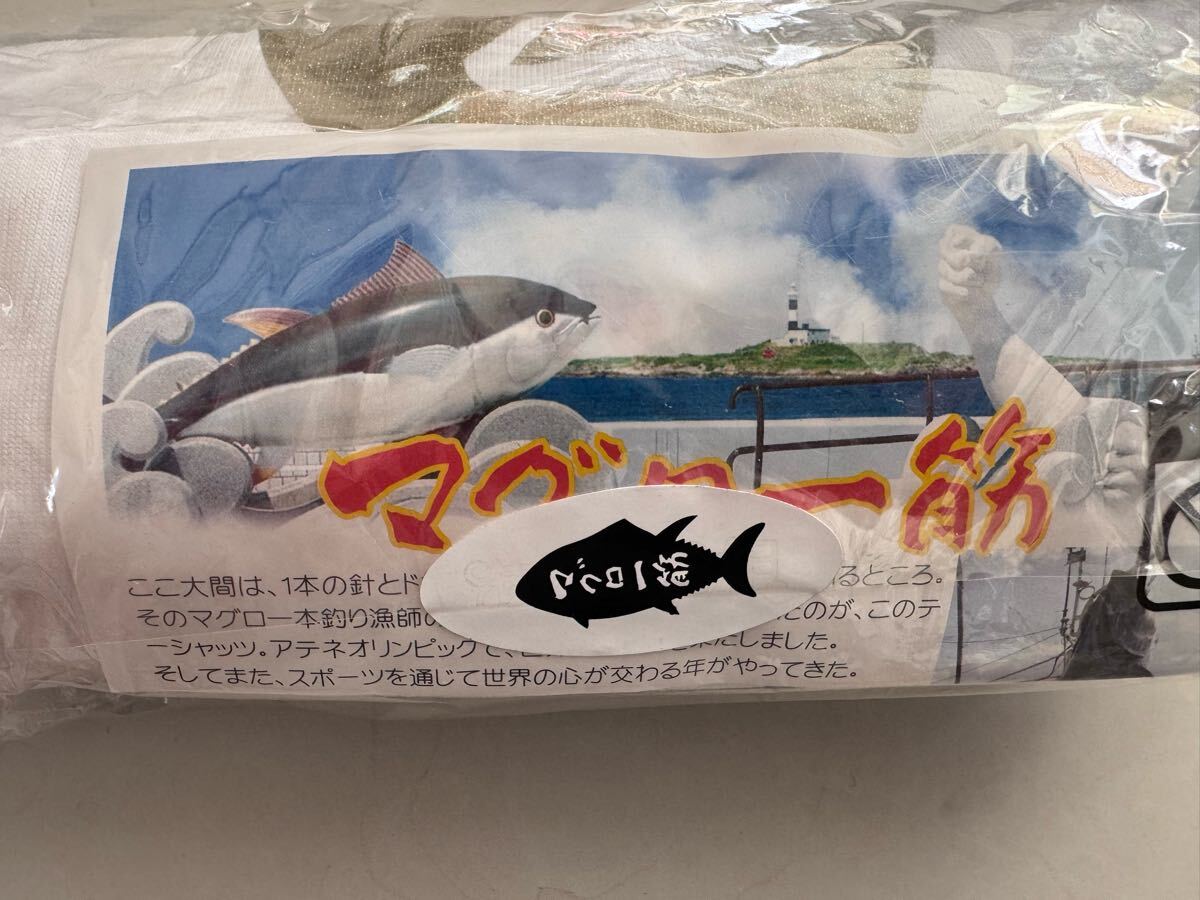 マグロ一筋
マグロ一筋
ここ大間は、1本の針とド るところ。
そのマグロ一本釣り漁師の たのが、このテ
ーシャッツ。アテネオリンピックで、 たしました。
そしてまた、スポーツを通じて世界の心が交わる年がやってきた。